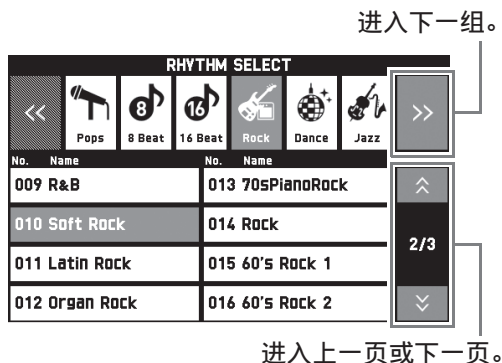 进入下一组。
RHYTHM SELECT
<< Pops 8 Beat 16 Beat Rock Dance Jazz >>
No. Name No. Name
009 R&B 013 70sPianoRock
010 Soft Rock 014 Rock
2/3
011 Latin Rock 015 60's Rock 1
012 Organ Rock 016 60's Rock 2
进入上一页或下一页。